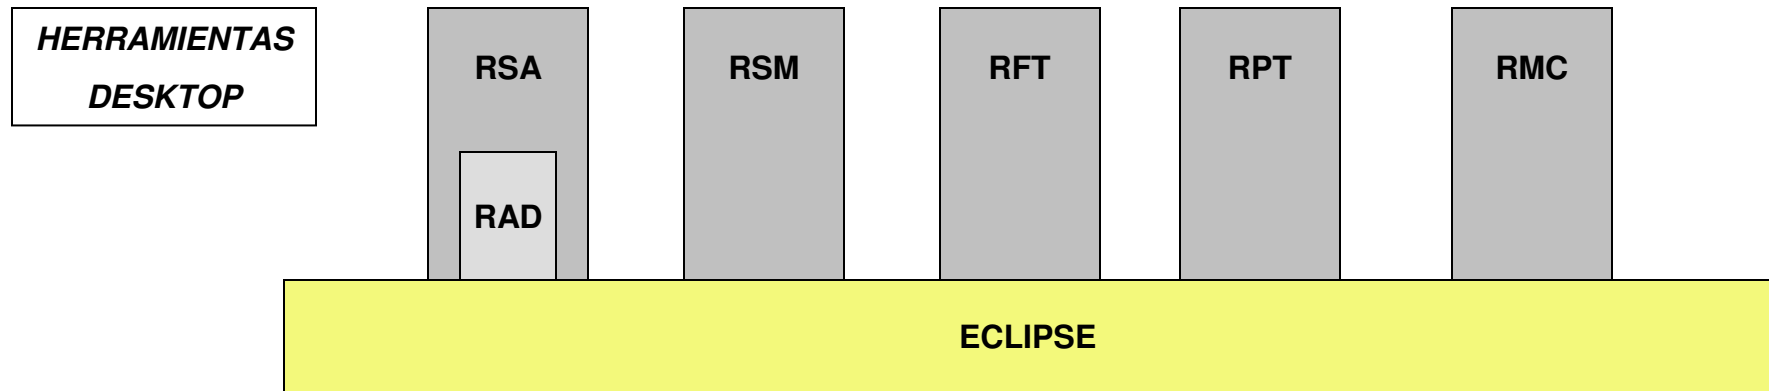 HERRAMIENTAS
DESKTOP
RSA
RSM
RFT
RPT
RMC
RAD
ECLIPSE